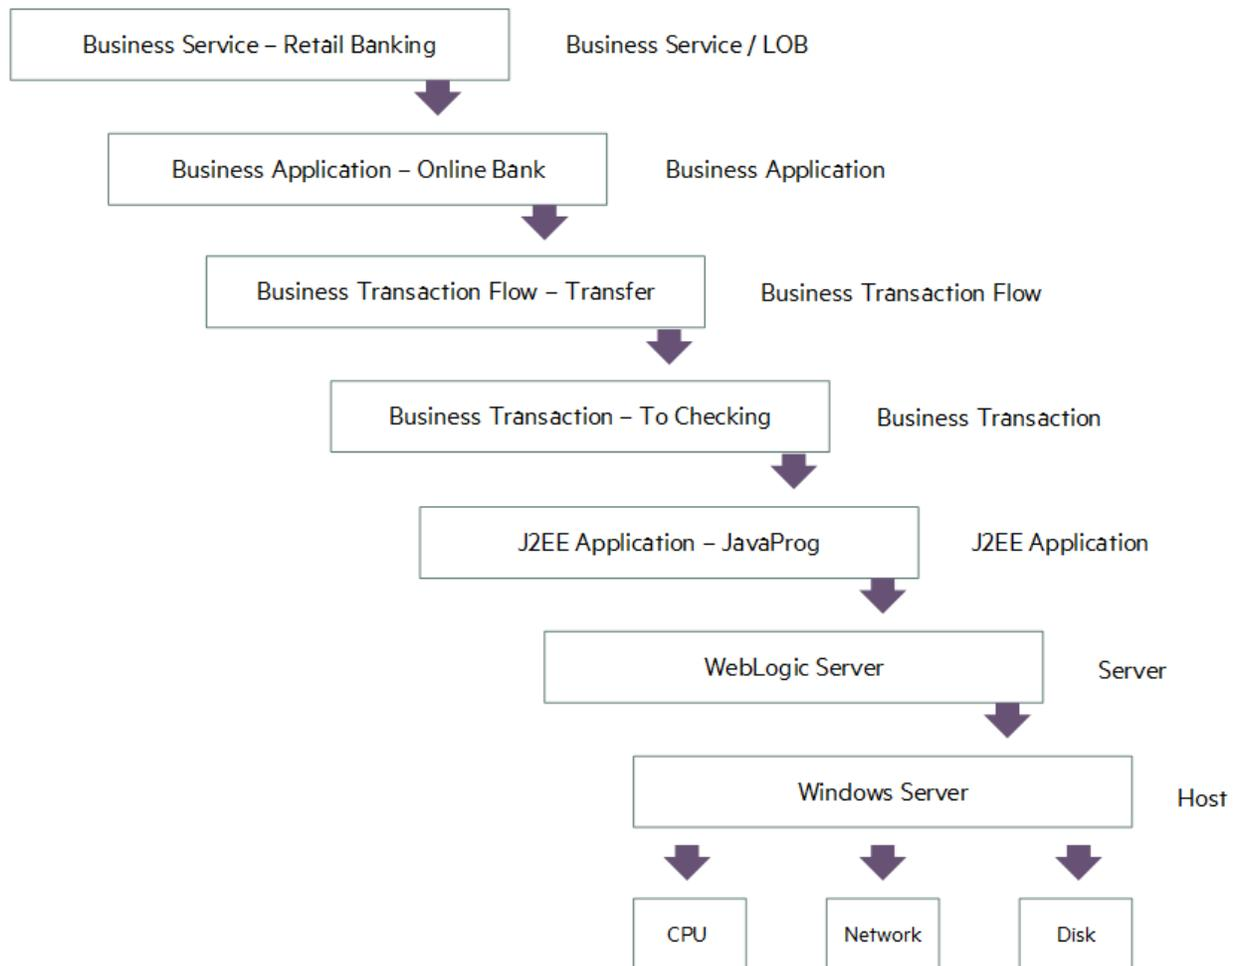 Business Service – Retail Banking
Business Service / LOB
Business Application – Online Bank
Business Application
Business Transaction Flow – Transfer
Business Transaction Flow
Business Transaction – To Checking
Business Transaction
J2EE Application – JavaProg
J2EE Application
WebLogic Server
Server
Windows Server
Host
CPU
Network
Disk